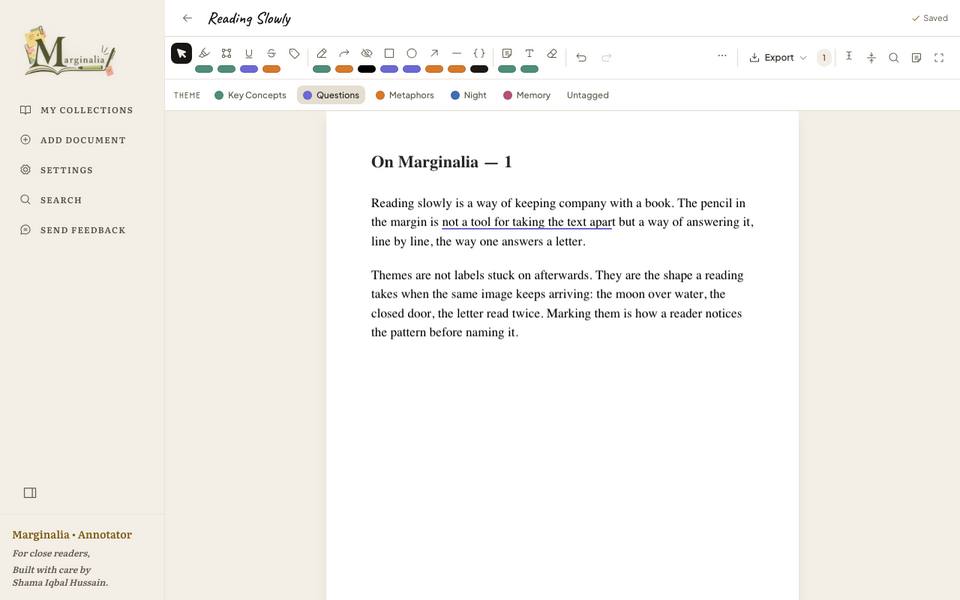 Marginalia
MY COLLECTIONS
ADD DOCUMENT
SETTINGS
SEARCH
SEND FEEDBACK
Marginalia • Annotator
For close readers,
Built with care by
Shama Iqbal Hussain.
Reading Slowly
Saved
Export
1
THEME
Key Concepts
Questions
Metaphors
Night
Memory
Untagged
On Marginalia — 1
Reading slowly is a way of keeping company with a book. The pencil in
the margin is not a tool for taking the text apart but a way of answering it,
line by line, the way one answers a letter.
Themes are not labels stuck on afterwards. They are the shape a reading
takes when the same image keeps arriving: the moon over water, the
closed door, the letter read twice. Marking them is how a reader notices
the pattern before naming it.